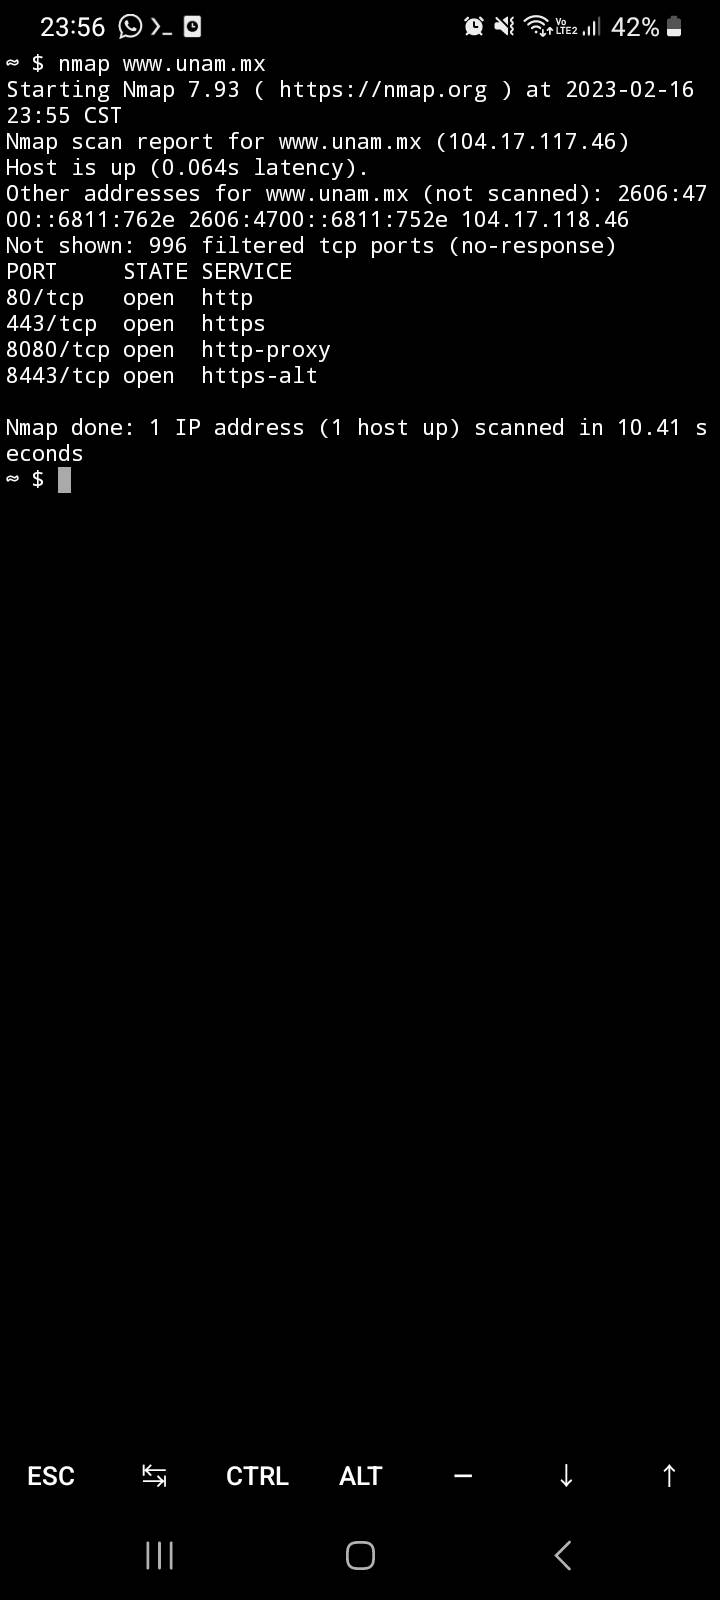 23:56 Vo LTE2 42%
~ $ nmap www.unam.mx
Starting Nmap 7.93 ( https://nmap.org ) at 2023-02-16
23:55 CST
Nmap scan report for www.unam.mx (104.17.117.46)
Host is up (0.064s latency).
Other addresses for www.unam.mx (not scanned): 2606:47
00::6811:762e 2606:4700::6811:752e 104.17.118.46
Not shown: 996 filtered tcp ports (no-response)
PORT     STATE SERVICE
80/tcp   open  http
443/tcp  open  https
8080/tcp open  http-proxy
8443/tcp open  https-alt
Nmap done: 1 IP address (1 host up) scanned in 10.41 s
econds
~ $
ESC CTRL ALT –